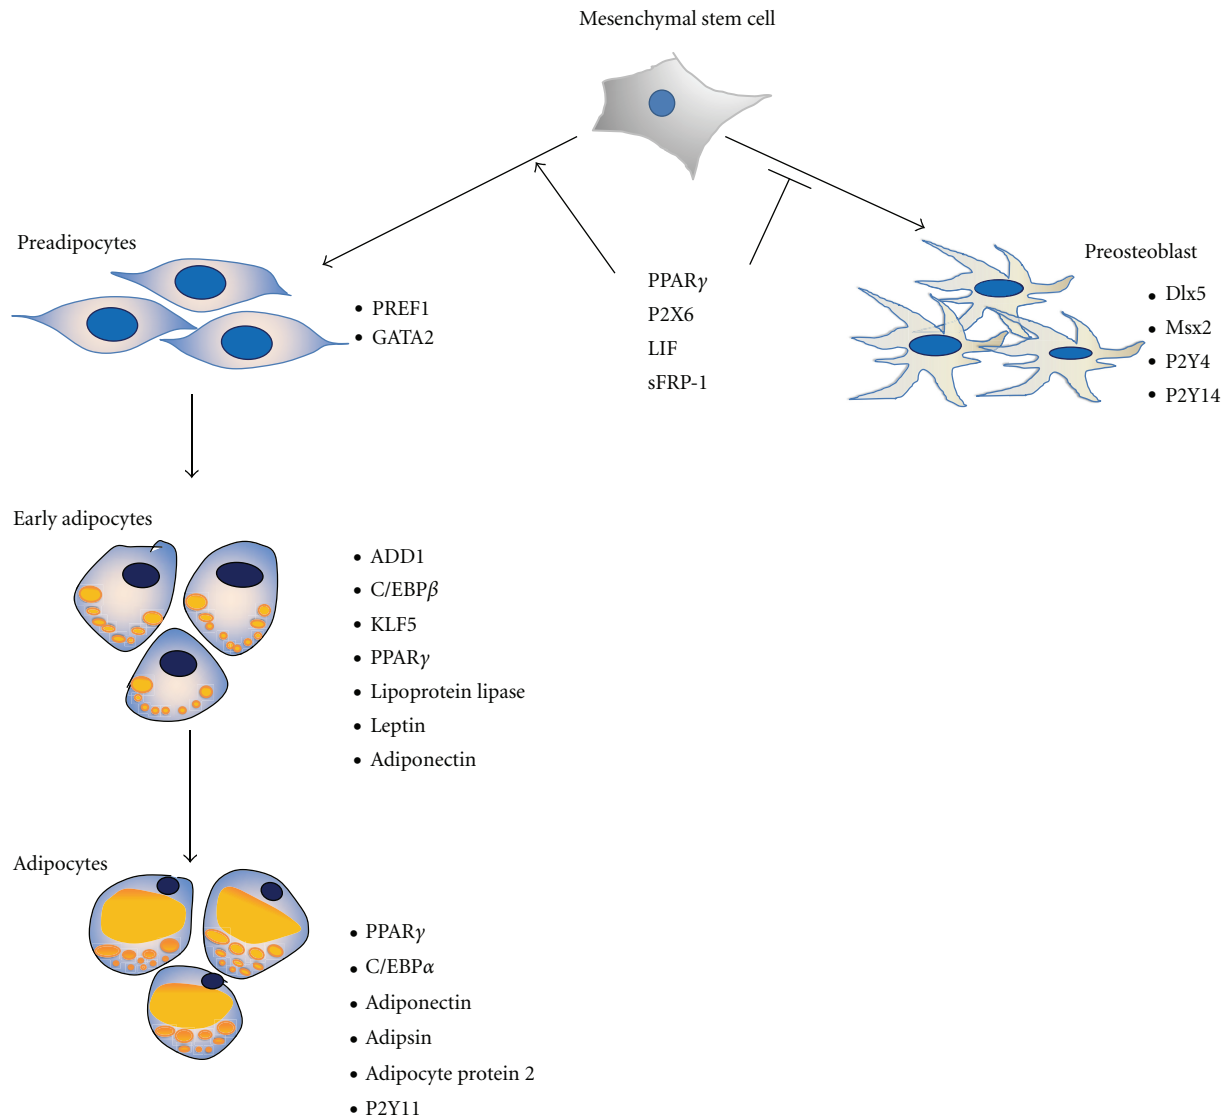 Mesenchymal stem cell
Preadipocytes
• PREF1
• GATA2
PPARγ
P2X6
LIF
sFRP-1
Preosteoblast
• Dlx5
• Msx2
• P2Y4
• P2Y14
Early adipocytes
• ADD1
• C/EBPβ
• KLF5
• PPARγ
• Lipoprotein lipase
• Leptin
• Adiponectin
Adipocytes
• PPARγ
• C/EBPα
• Adiponectin
• Adipsin
• Adipocyte protein 2
• P2Y11